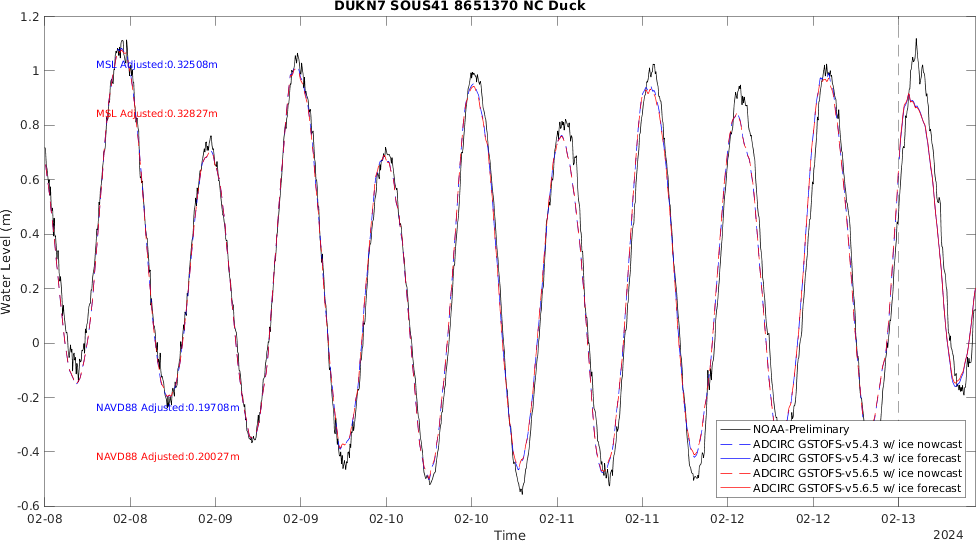 DUKN7 SOUS41 8651370 NC Duck
1.2
1
0.8
0.6
0.4
0.2
0
-0.2
-0.4
-0.6
Water Level (m)
MSL Adjusted:0.32508m
MSL Adjusted:0.32827m
NAVD88 Adjusted:0.19708m
NAVD88 Adjusted:0.20027m
NOAA-Preliminary
ADCIRC GSTOFS-v5.4.3 w/ ice nowcast
ADCIRC GSTOFS-v5.4.3 w/ ice forecast
ADCIRC GSTOFS-v5.6.5 w/ ice nowcast
ADCIRC GSTOFS-v5.6.5 w/ ice forecast
02-08 02-08 02-09 02-09 02-10 02-10 02-11 02-11 02-12 02-12 02-13
Time
2024